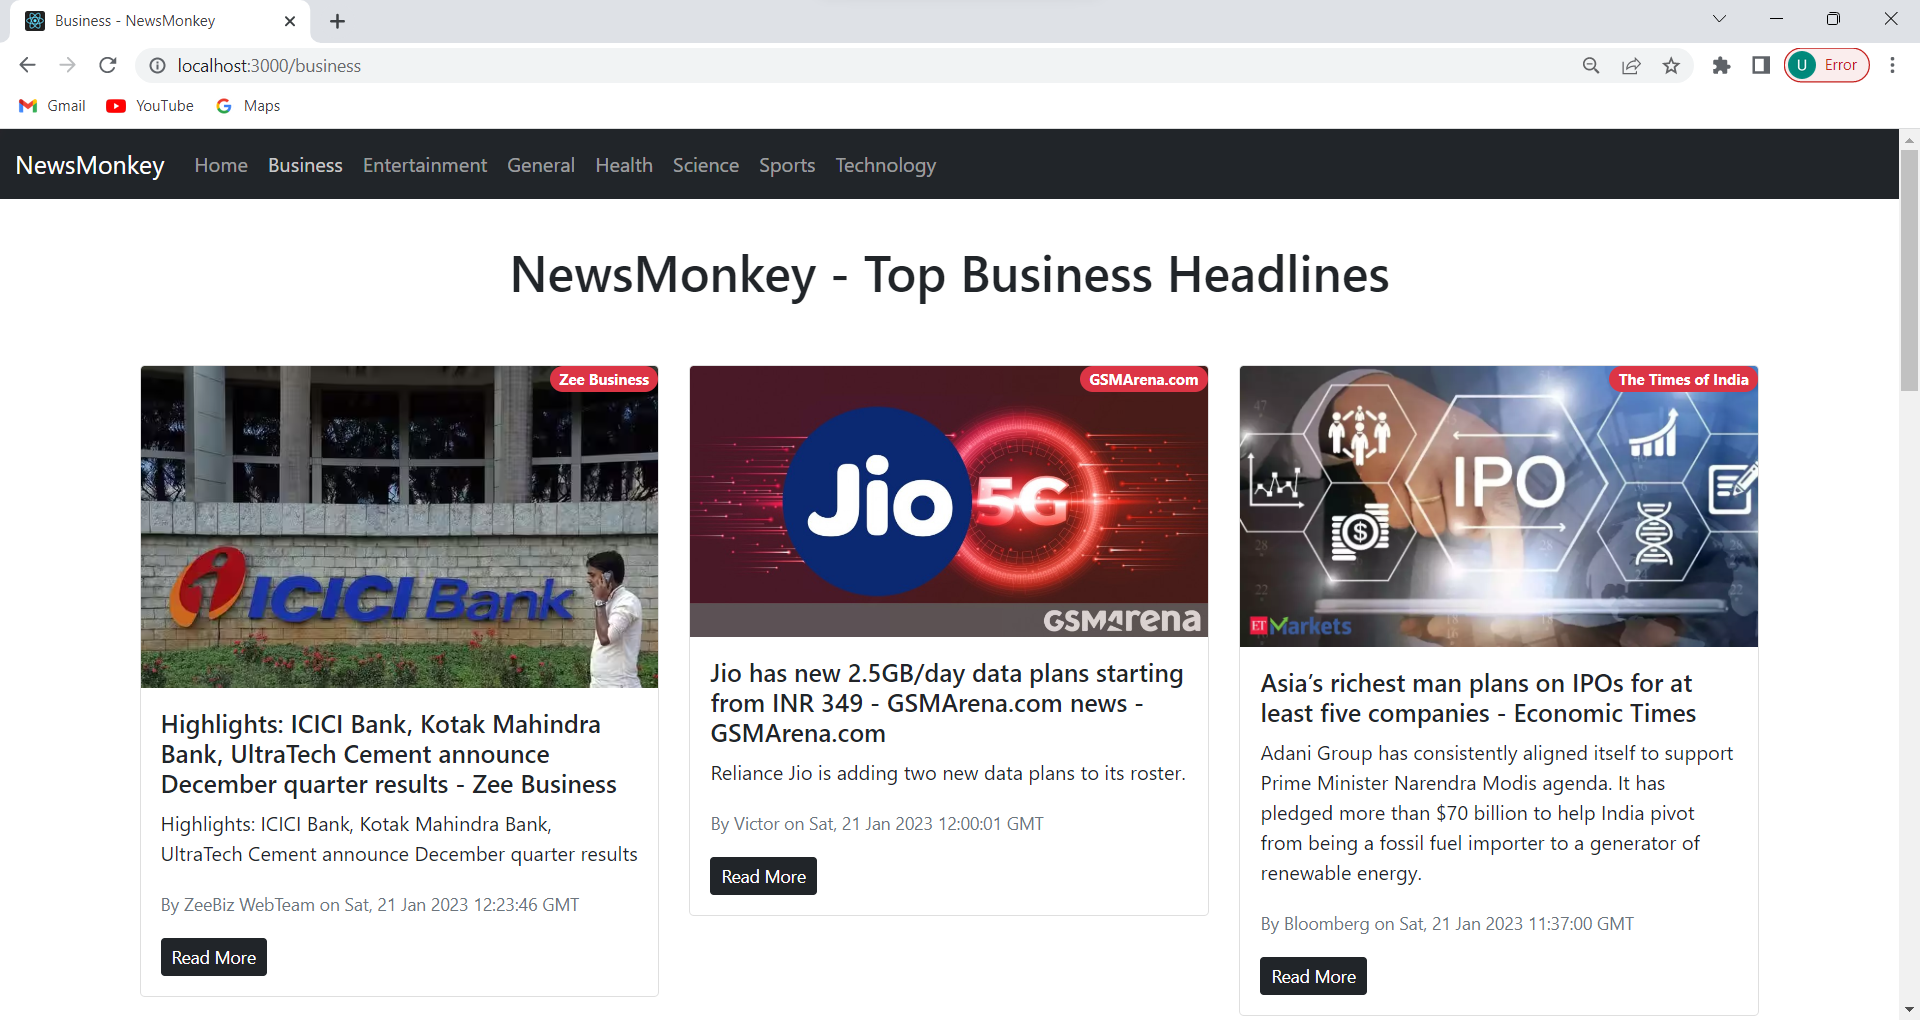 Business - NewsMonkey
localhost:3000/business
U Error
Gmail YouTube Maps
NewsMonkey Home Business Entertainment General Health Science Sports Technology
NewsMonkey - Top Business Headlines
Zee Business
ICICI Bank
Highlights: ICICI Bank, Kotak Mahindra
Bank, UltraTech Cement announce
December quarter results - Zee Business
Highlights: ICICI Bank, Kotak Mahindra Bank,
UltraTech Cement announce December quarter results
By ZeeBiz WebTeam on Sat, 21 Jan 2023 12:23:46 GMT
Read More
GSMArena.com
Jio 5G
GSMArena
Jio has new 2.5GB/day data plans starting
from INR 349 - GSMArena.com news -
GSMArena.com
Reliance Jio is adding two new data plans to its roster.
By Victor on Sat, 21 Jan 2023 12:00:01 GMT
Read More
The Times of India
IPO
$
ET Markets
Asia’s richest man plans on IPOs for at
least five companies - Economic Times
Adani Group has consistently aligned itself to support
Prime Minister Narendra Modis agenda. It has
pledged more than $70 billion to help India pivot
from being a fossil fuel importer to a generator of
renewable energy.
By Bloomberg on Sat, 21 Jan 2023 11:37:00 GMT
Read More